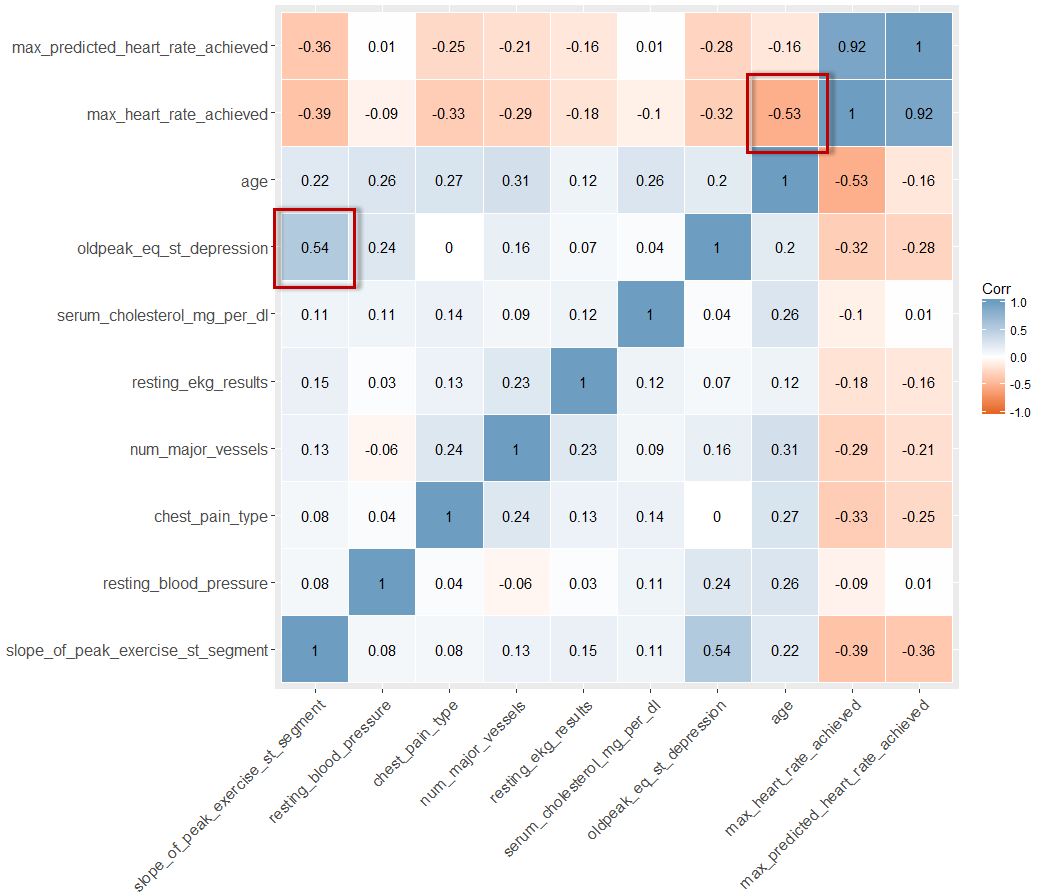 max_predicted_heart_rate_achieved -0.36 0.01 -0.25 -0.21 -0.16 0.01 -0.28 -0.16 0.92 1
max_heart_rate_achieved -0.39 -0.09 -0.33 -0.29 -0.18 -0.1 -0.32 -0.53 1 0.92
age 0.22 0.26 0.27 0.31 0.12 0.26 0.2 1 -0.53 -0.16
oldpeak_eq_st_depression 0.54 0.24 0 0.16 0.07 0.04 1 0.2 -0.32 -0.28
serum_cholesterol_mg_per_dl 0.11 0.11 0.14 0.09 0.12 1 0.04 0.26 -0.1 0.01
resting_ekg_results 0.15 0.03 0.13 0.23 1 0.12 0.07 0.12 -0.18 -0.16
num_major_vessels 0.13 -0.06 0.24 1 0.23 0.09 0.16 0.31 -0.29 -0.21
chest_pain_type 0.08 0.04 1 0.24 0.13 0.14 0 0.27 -0.33 -0.25
resting_blood_pressure 0.08 1 0.04 -0.06 0.03 0.11 0.24 0.26 -0.09 0.01
slope_of_peak_exercise_st_segment 1 0.08 0.08 0.13 0.15 0.11 0.54 0.22 -0.39 -0.36
slope_of_peak_exercise_st_segment
resting_blood_pressure
chest_pain_type
num_major_vessels
resting_ekg_results
serum_cholesterol_mg_per_dl
oldpeak_eq_st_depression
age
max_heart_rate_achieved
max_predicted_heart_rate_achieved
Corr
1.0
0.5
0.0
-0.5
-1.0